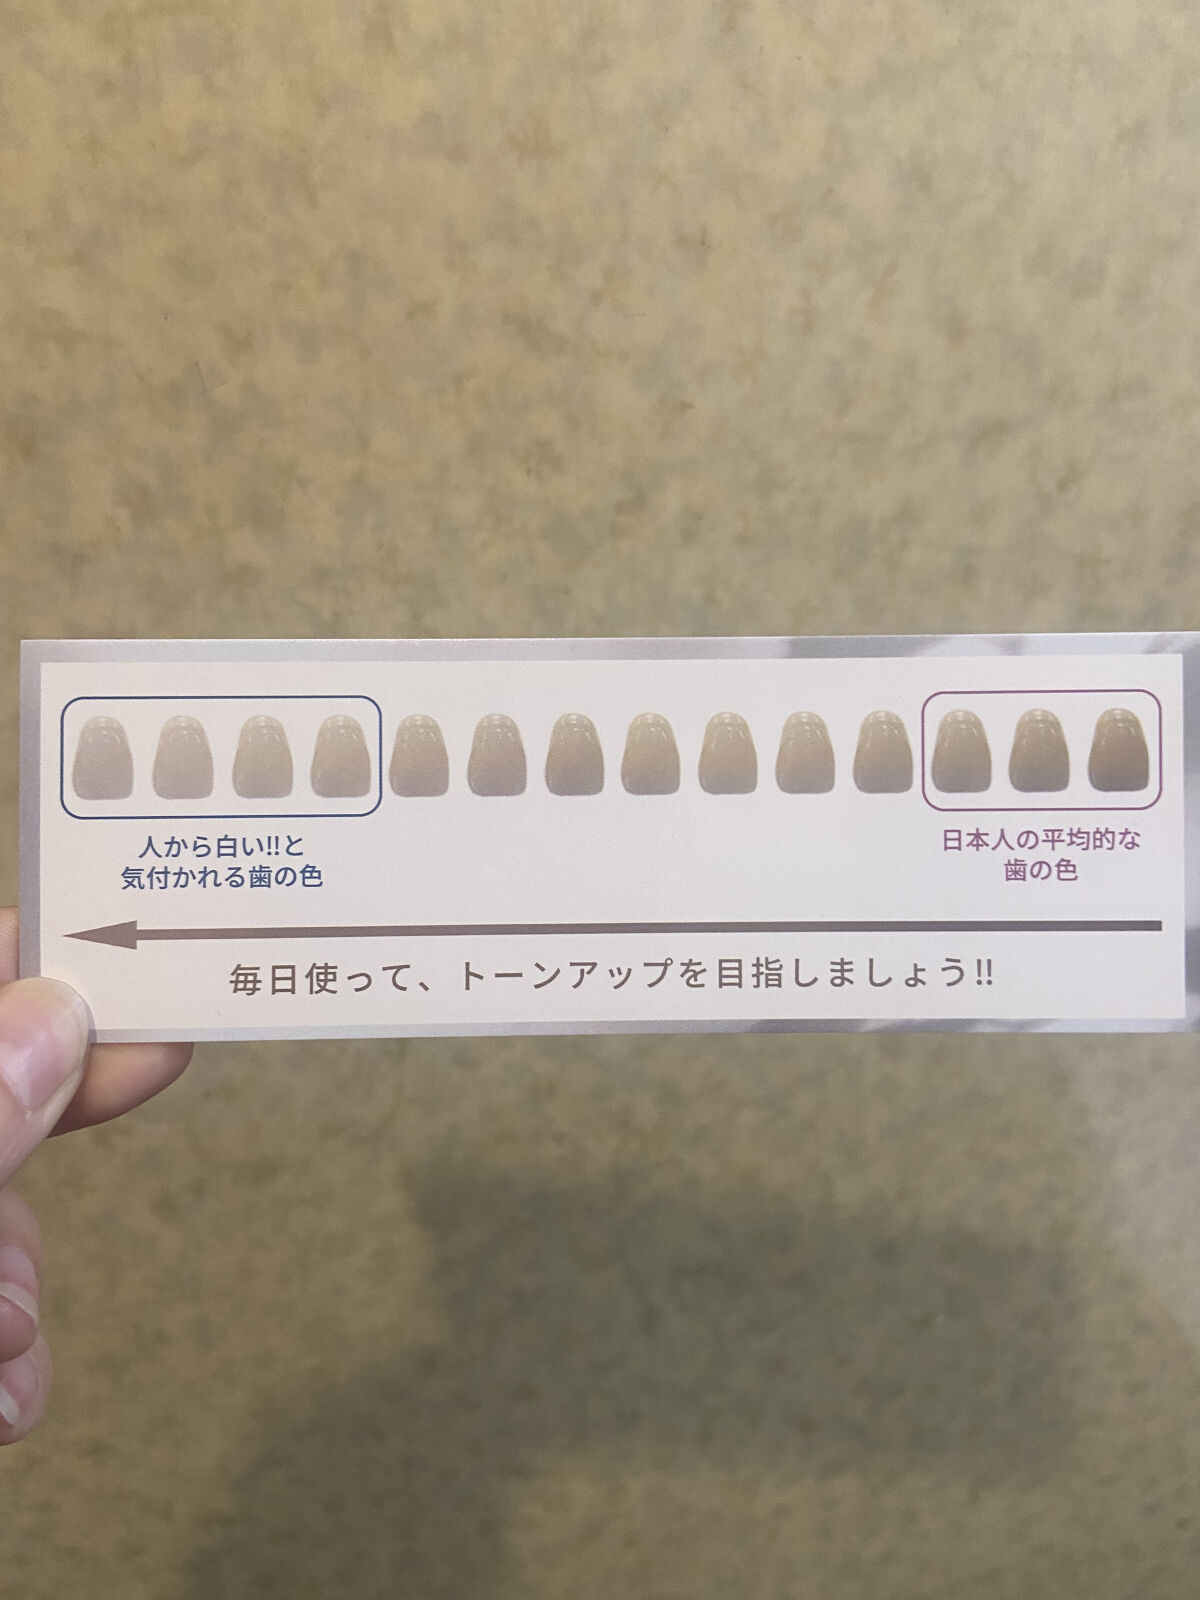 人から白い!!と
気付かれる歯の色
日本人の平均的な
歯の色
毎日使って、トーンアップを目指しましょう!!